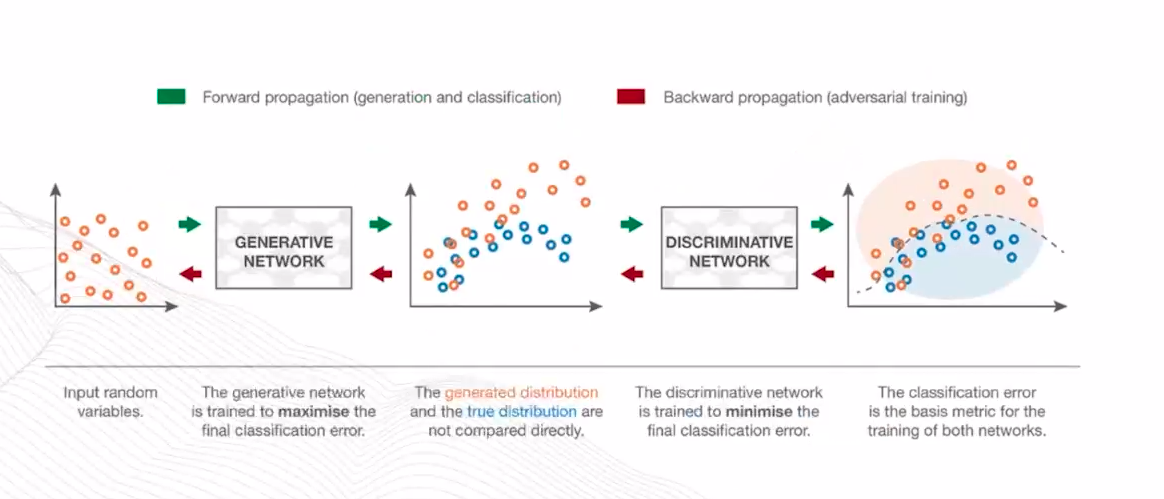 Forward propagation (generation and classification)
Backward propagation (adversarial training)
GENERATIVE
NETWORK
DISCRIMINATIVE
NETWORK
Input random
variables.
The generative network
is trained to maximise the
final classification error.
The generated distribution
and the true distribution are
not compared directly.
The discriminative network
is trained to minimise the
final classification error.
The classification error
is the basis metric for the
training of both networks.